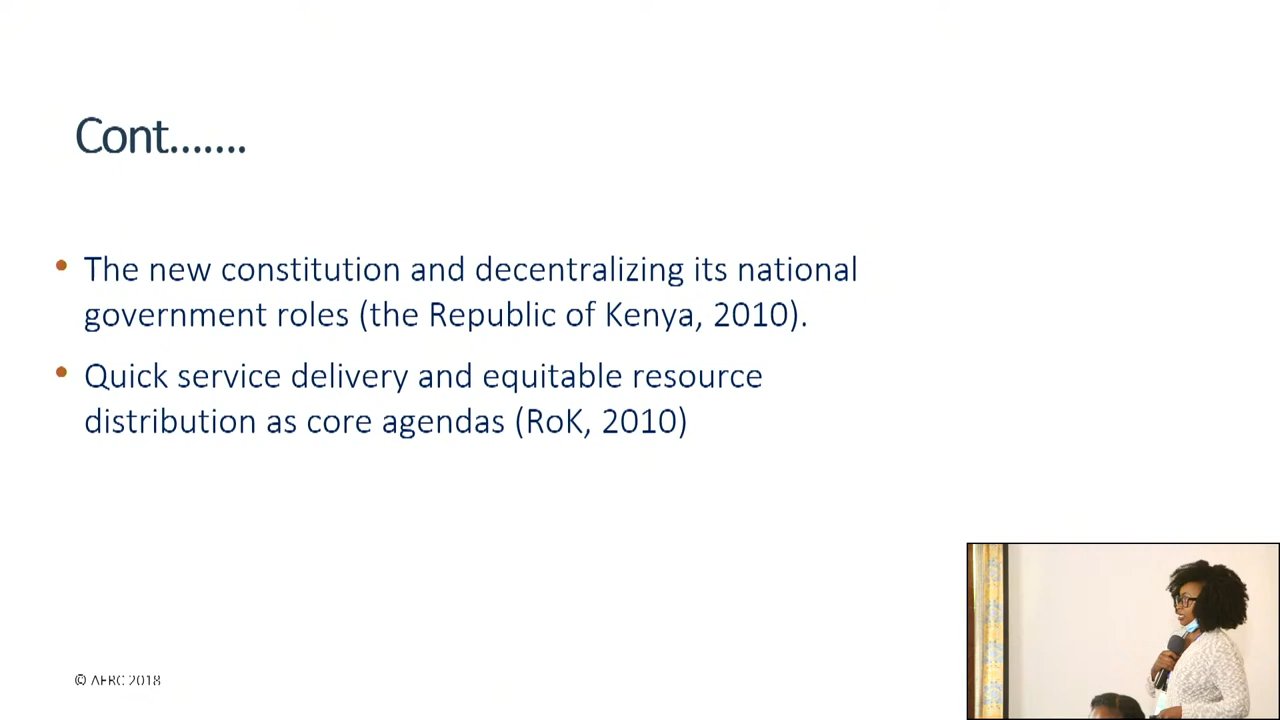 Cont.......
• The new constitution and decentralizing its national
government roles (the Republic of Kenya, 2010).
• Quick service delivery and equitable resource
distribution as core agendas (RoK, 2010)
© AERC 2018